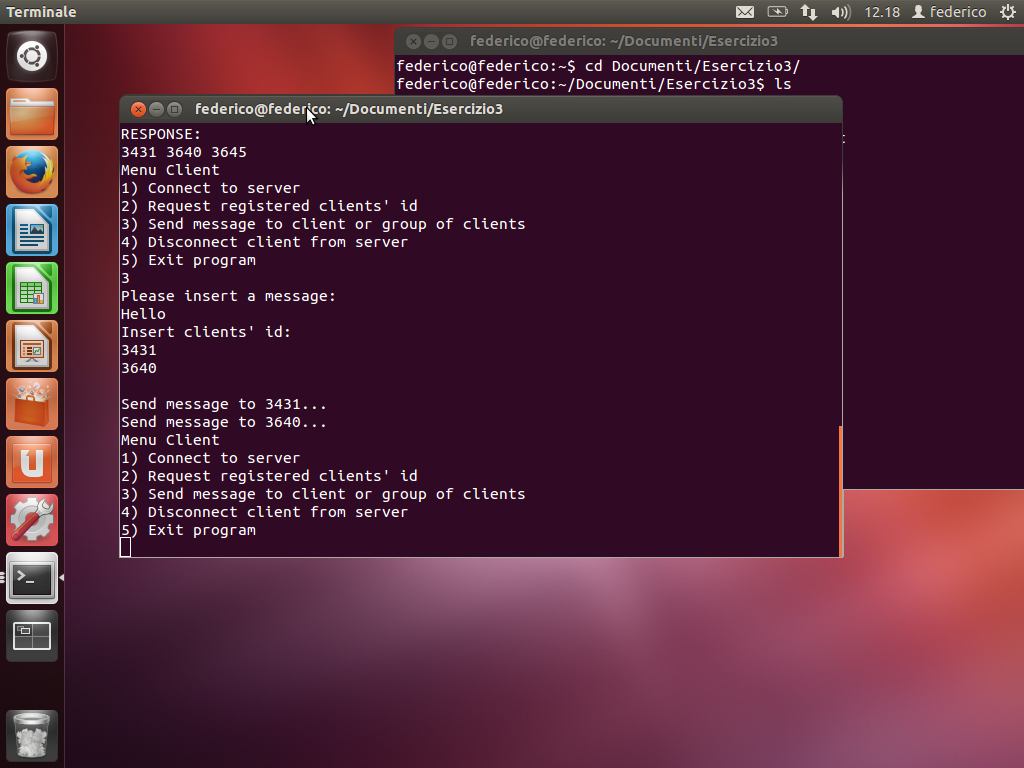 Terminale
12.18
federico
federico@federico: ~/Documenti/Esercizio3
federico@federico:~$ cd Documenti/Esercizio3/
federico@federico:~/Documenti/Esercizio3$ ls
federico@federico: ~/Documenti/Esercizio3
RESPONSE:
3431 3640 3645
Menu Client
1) Connect to server
2) Request registered clients' id
3) Send message to client or group of clients
4) Disconnect client from server
5) Exit program
3
Please insert a message:
Hello
Insert clients' id:
3431
3640
Send message to 3431...
Send message to 3640...
Menu Client
1) Connect to server
2) Request registered clients' id
3) Send message to client or group of clients
4) Disconnect client from server
5) Exit program